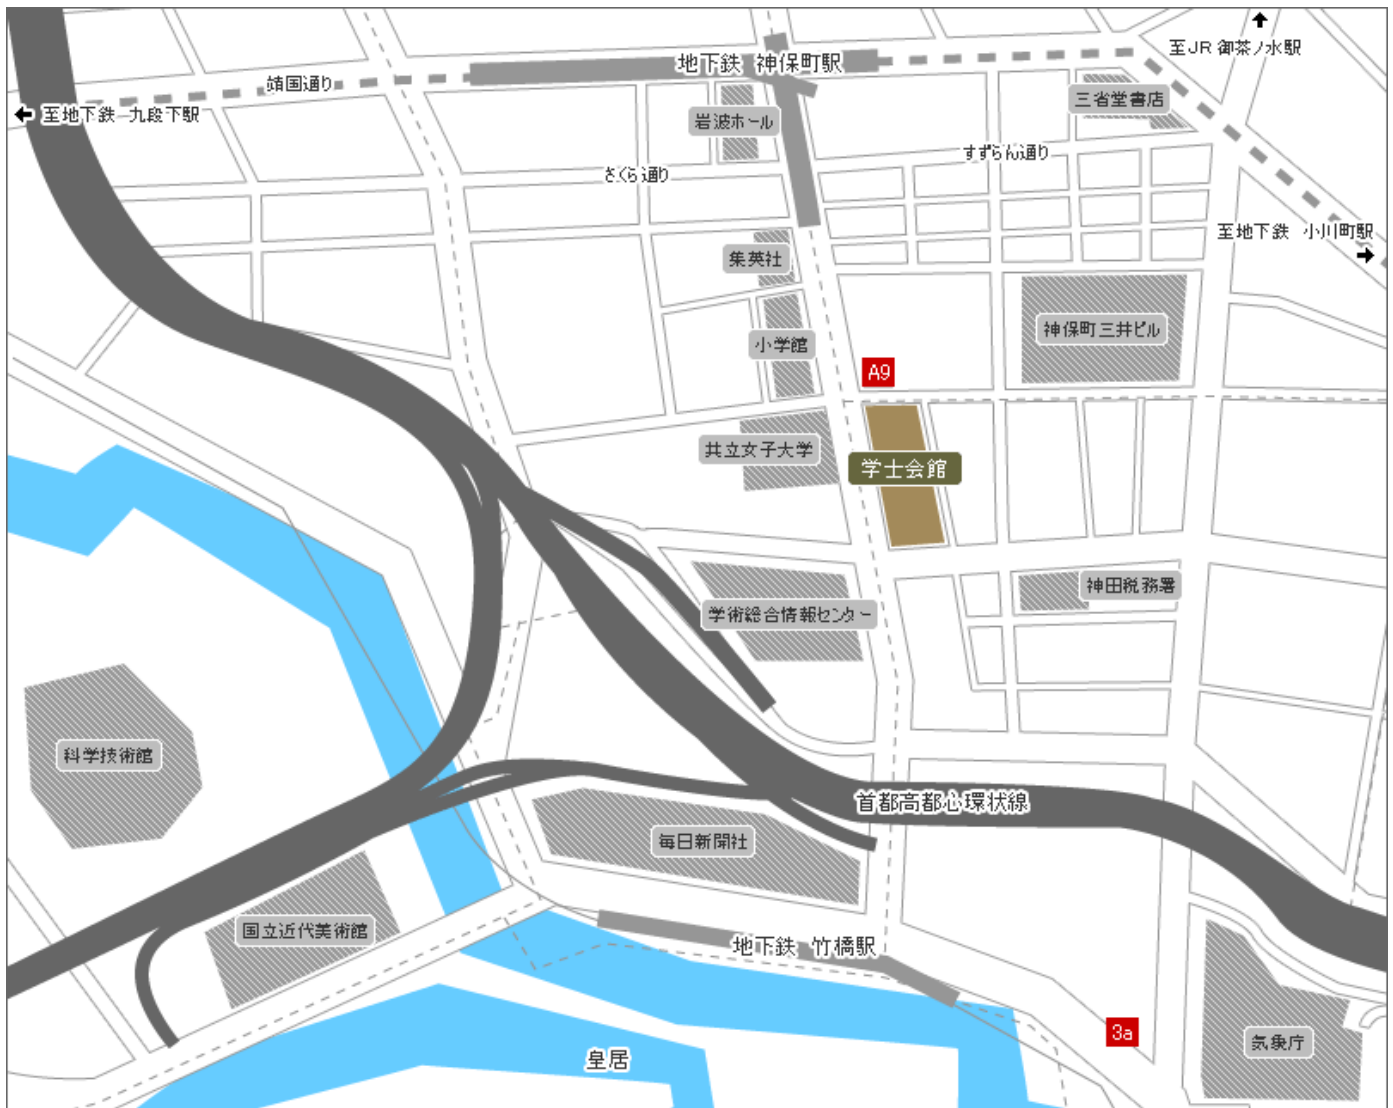 至JR 御茶ノ水駅
地下鉄 神保町駅
靖国通り
三省堂書店
至地下鉄 九段下駅
岩波ホール
すずらん通り
さくら通り
至地下鉄 小川町駅
集英社
神保町三井ビル
小学館
A9
共立女子大学
学士会館
神田税務署
学術総合情報センター
科学技術館
首都高都心環状線
毎日新聞社
国立近代美術館
地下鉄 竹橋駅
3a
気象庁
皇居